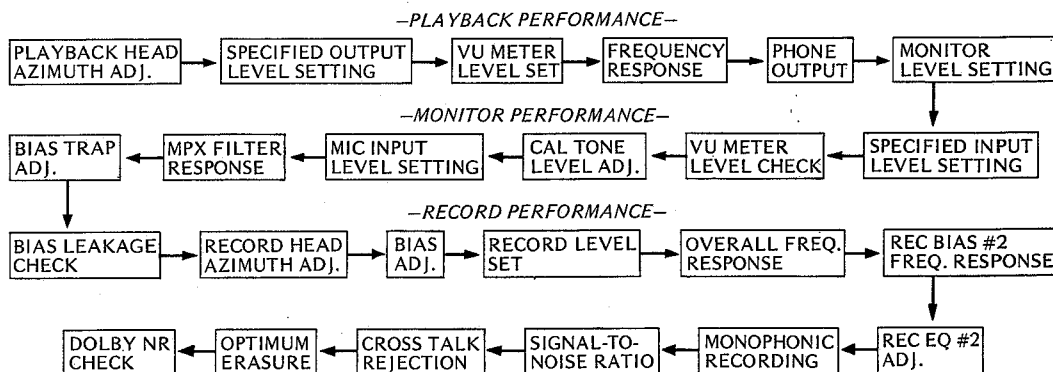 —PLAYBACK PERFORMANCE—
PLAYBACK HEAD
AZIMUTH ADJ.
SPECIFIED OUTPUT
LEVEL SETTING
VU METER
LEVEL SET
FREQUENCY
RESPONSE
PHONE
OUTPUT
MONITOR
LEVEL SETTING
—MONITOR PERFORMANCE—
BIAS TRAP
ADJ.
MPX FILTER
RESPONSE
MIC INPUT
LEVEL SETTING
CAL TONE
LEVEL ADJ.
VU METER
LEVEL CHECK
SPECIFIED INPUT
LEVEL SETTING
—RECORD PERFORMANCE—
BIAS LEAKAGE
CHECK
RECORD HEAD
AZIMUTH ADJ.
BIAS
ADJ.
RECORD LEVEL
SET
OVERALL FREQ.
RESPONSE
REC BIAS #2
FREQ. RESPONSE
DOLBY NR
CHECK
OPTIMUM
ERASURE
CROSS TALK
REJECTION
SIGNAL-TO-
NOISE RATIO
MONOPHONIC
RECORDING
REC EQ #2
ADJ.